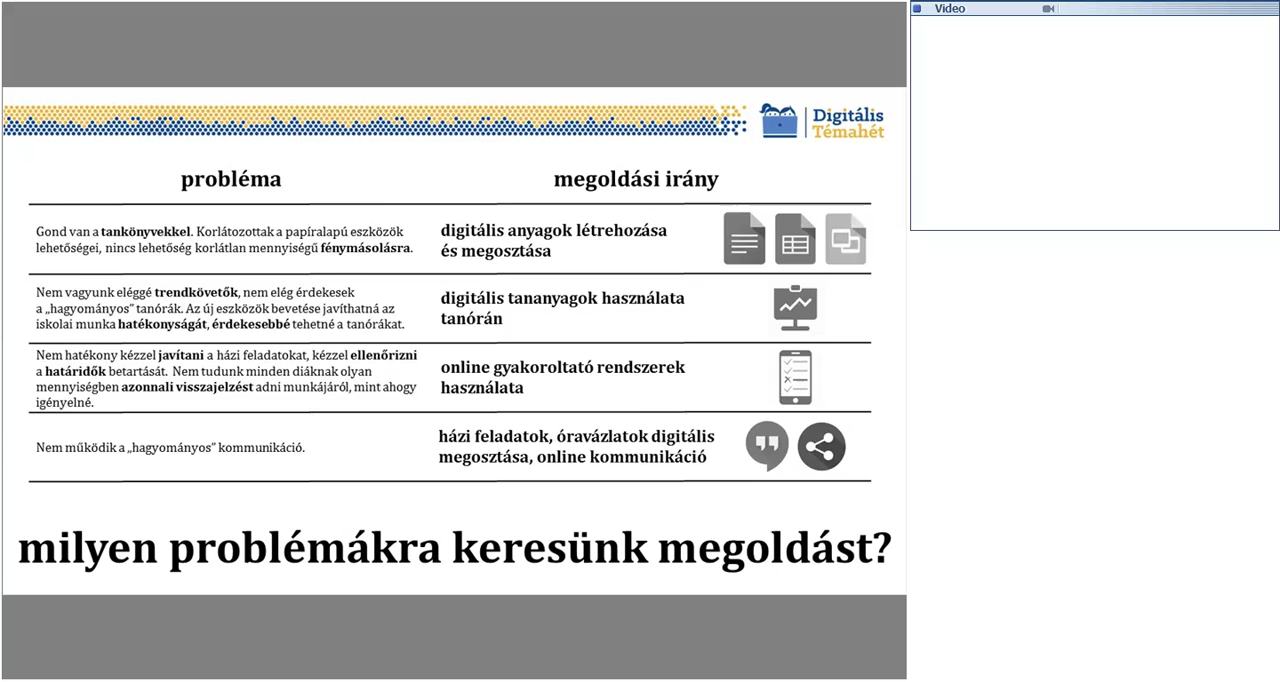 Video
Digitális
Témahét
probléma
megoldási irány
Gond van a tankönyvekkel. Korlátozottak a papíralapú eszközök
lehetőségei, nincs lehetőség korlátlan mennyiségű fénymásolásra.
digitális anyagok létrehozása
és megosztása
Nem vagyunk eléggé trendkövetők, nem elég érdekesek
a „hagyományos” tanórák. Az új eszközök bevetése javíthatná az
iskolai munka hatékonyságát, érdekesebbé tehetné a tanórákat.
digitális tananyagok használata
tanórán
Nem hatékony kézzel javítani a házi feladatokat, kézzel ellenőrizni
a határidők betartását. Nem tudunk minden diáknak olyan
mennyiségben azonnali visszajelzést adni munkájáról, mint ahogy
igényelné.
online gyakoroltató rendszerek
használata
Nem működik a „hagyományos” kommunikáció.
házi feladatok, óravázlatok digitális
megosztása, online kommunikáció
milyen problémákra keresünk megoldást?